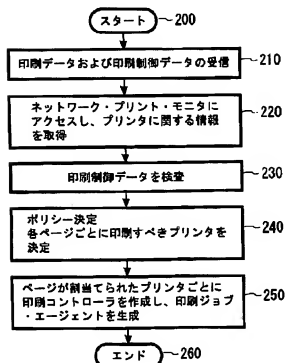 スタート 200
印刷データおよび印刷制御データの受信 210
ネットワーク・プリント・モニタに
アクセスし、プリンタに関する情報
を取得
220
印刷制御データを検査 230
ポリシー決定
各ページごとに印刷すべきプリンタを
決定
240
ページが割当てられたプリンタごとに
印刷コントローラを作成し、印刷ジョブ
・エージェントを生成
250
エンド 260